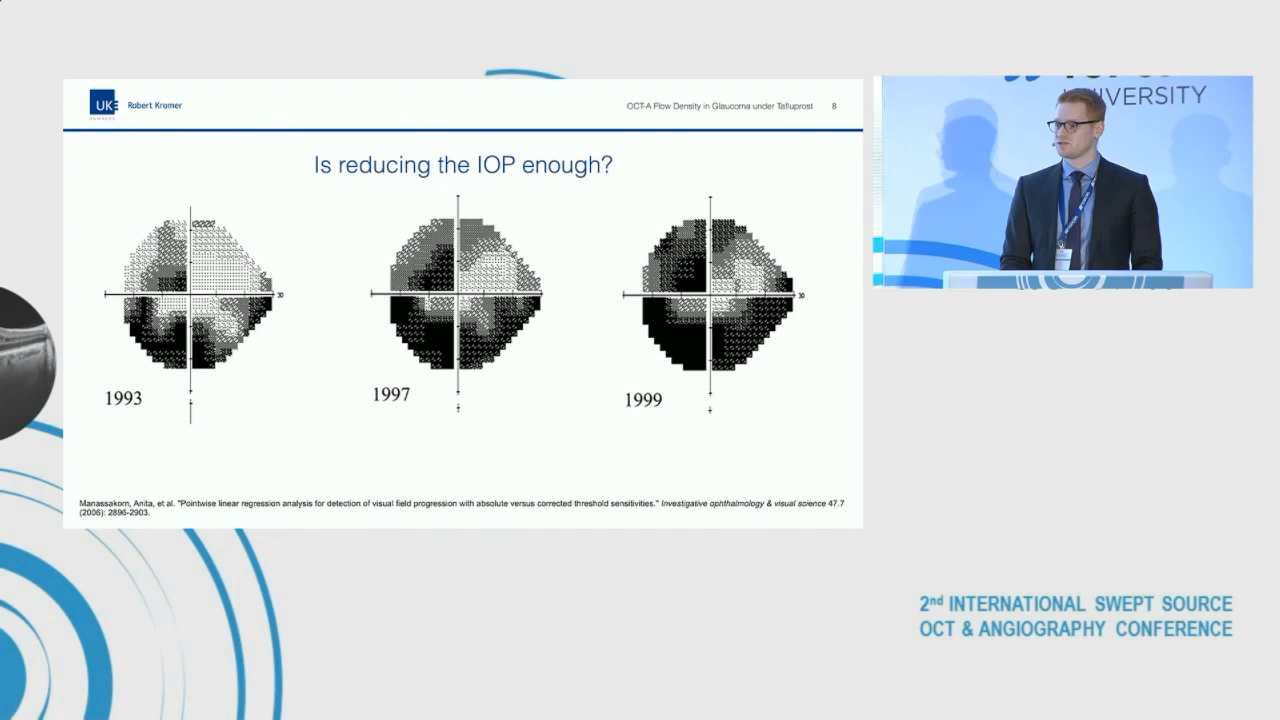 UKE
HAMBURG
Robert Kromer
OCT-A Flow Density in Glaucoma under Tafluprost 8
Is reducing the IOP enough?
30
30
1993
1997
1999
Manassakorn, Anita, et al. "Pointwise linear regression analysis for detection of visual field progression with absolute versus corrected threshold sensitivities." Investigative ophthalmology & visual science 47.7
(2006): 2896-2903.
UNIVERSITY
2nd INTERNATIONAL SWEPT SOURCE
OCT & ANGIOGRAPHY CONFERENCE